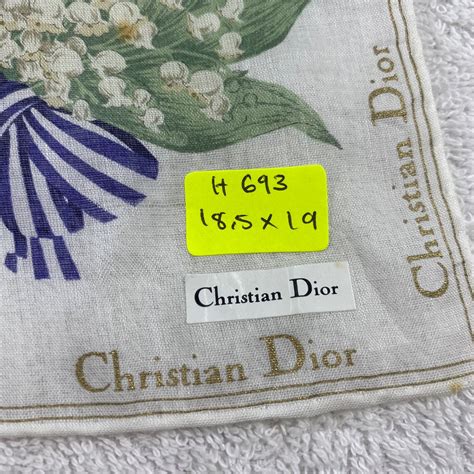 H 693
18,5 x 19
Christian Dior
Christian Dior
Christian Dior